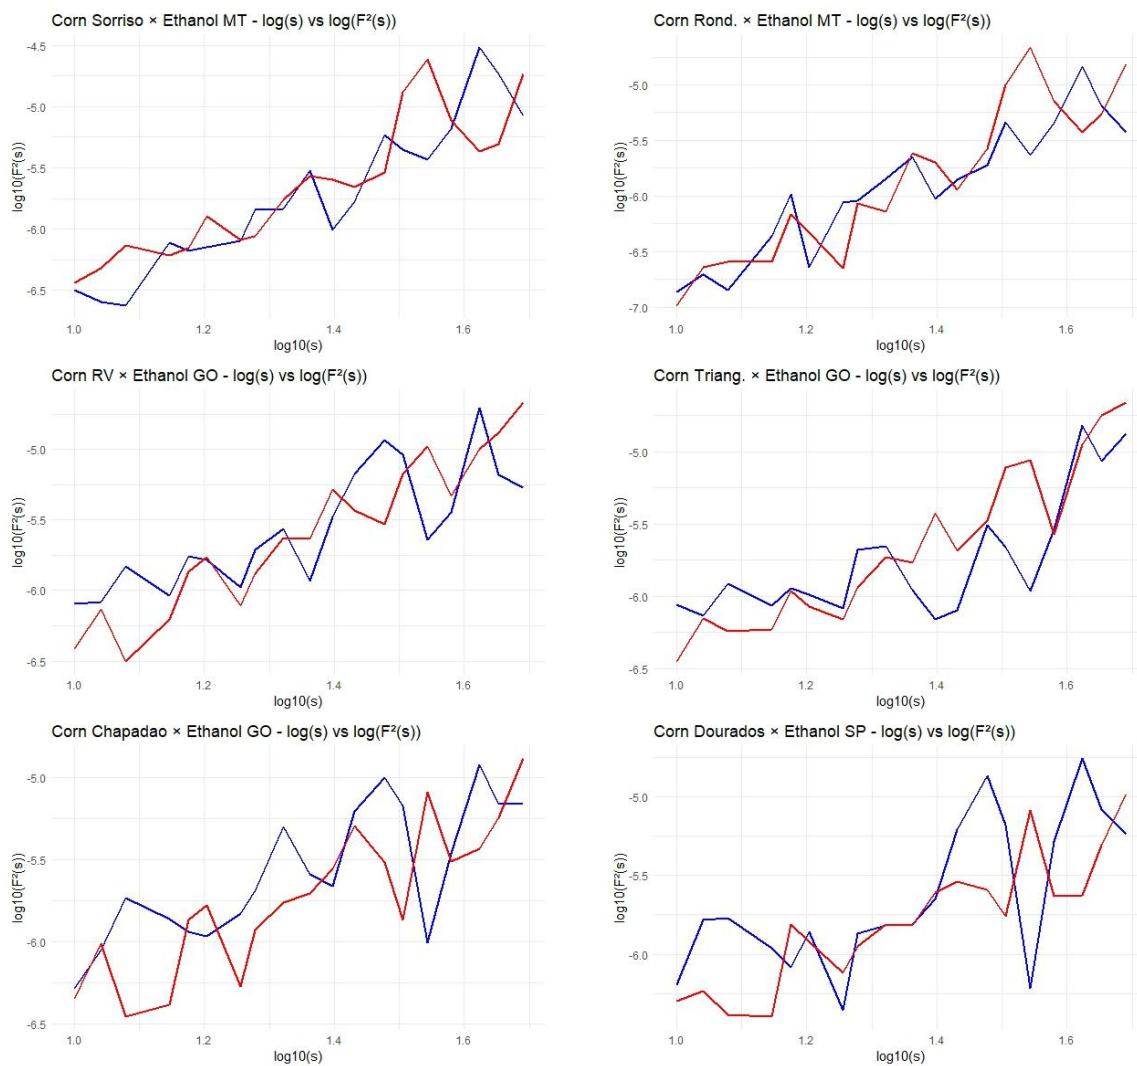 Corn Sorriso × Ethanol MT - log(s) vs log(F²(s))
-4.5
-5.0
-5.5
-6.0
-6.5
log10(F²(s))
1.0 1.2 1.4 1.6
log10(s)
Corn Rond. × Ethanol MT - log(s) vs log(F²(s))
-5.0
-5.5
-6.0
-6.5
-7.0
log10(F²(s))
1.0 1.2 1.4 1.6
log10(s)
Corn RV × Ethanol GO - log(s) vs log(F²(s))
-5.0
-5.5
-6.0
-6.5
log10(F²(s))
1.0 1.2 1.4 1.6
log10(s)
Corn Triang. × Ethanol GO - log(s) vs log(F²(s))
-5.0
-5.5
-6.0
-6.5
log10(F²(s))
1.0 1.2 1.4 1.6
log10(s)
Corn Chapadao × Ethanol GO - log(s) vs log(F²(s))
-5.0
-5.5
-6.0
-6.5
log10(F²(s))
1.0 1.2 1.4 1.6
log10(s)
Corn Dourados × Ethanol SP - log(s) vs log(F²(s))
-5.0
-5.5
-6.0
log10(F²(s))
1.0 1.2 1.4 1.6
log10(s)